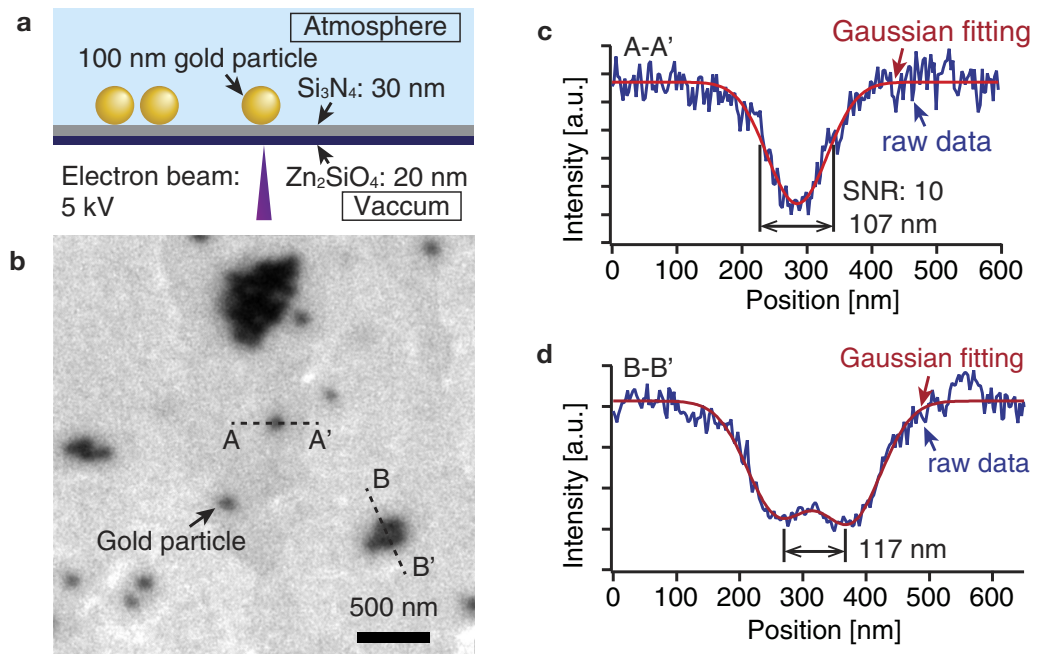 a
Atmosphere
100 nm gold particle
Si₃N₄: 30 nm
Electron beam:
5 kV
Zn₂SiO₄: 20 nm
Vaccum
b
A
A'
B
Gold particle
B'
500 nm
c
A-A'
Gaussian fitting
raw data
SNR: 10
107 nm
Intensity [a.u.]
0 100 200 300 400 500 600
Position [nm]
d
B-B'
Gaussian fitting
raw data
117 nm
Intensity [a.u.]
0 100 200 300 400 500 600
Position [nm]